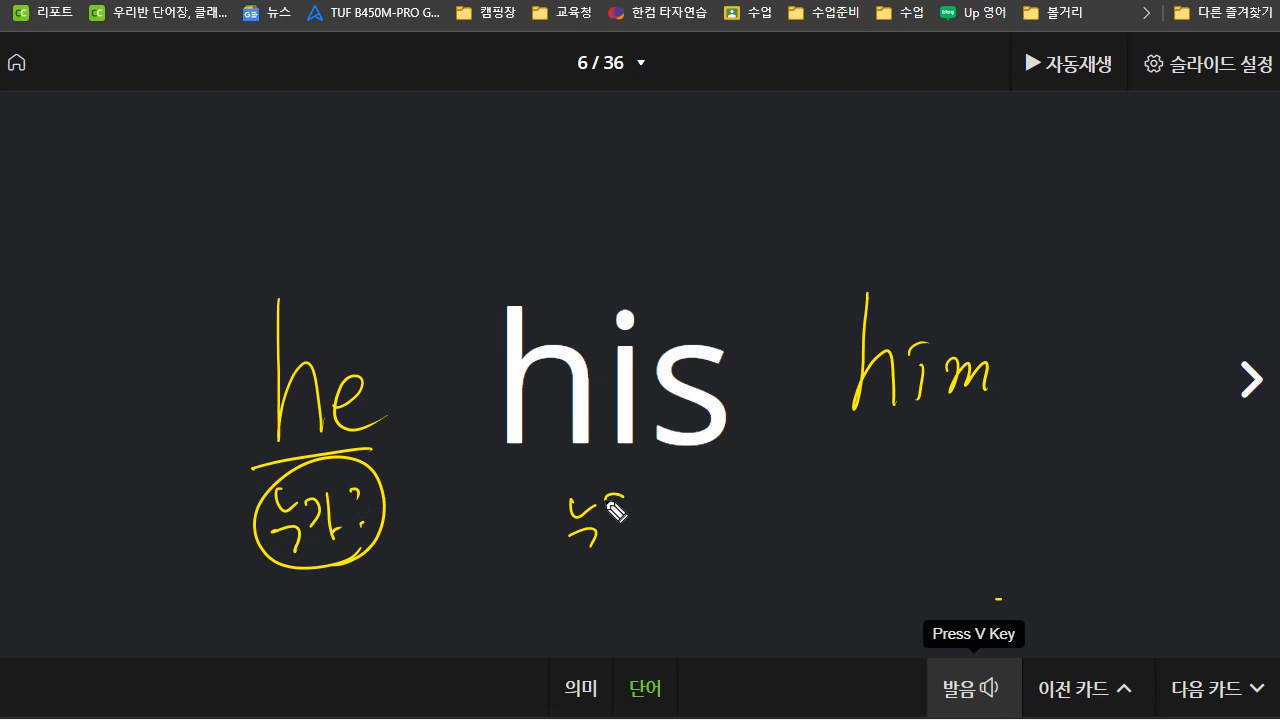 리포트 우리반 단어장, 클래... 뉴스 TUF B450M-PRO G... 캠핑장 교육청 한컴 타자연습 수업 수업준비 수업 Up 영어 볼거리 다른 즐겨찾기
6 / 36 자동재생 슬라이드 설정
he his him
누가?
Press V Key
의미 단어 발음 이전 카드 다음 카드